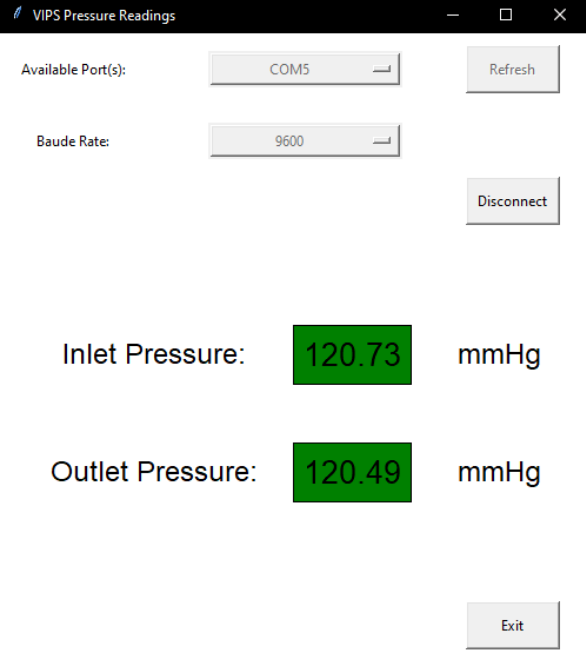 VIPS Pressure Readings
Available Port(s): COM5 Refresh
Baude Rate: 9600
Disconnect
Inlet Pressure: 120.73 mmHg
Outlet Pressure: 120.49 mmHg
Exit